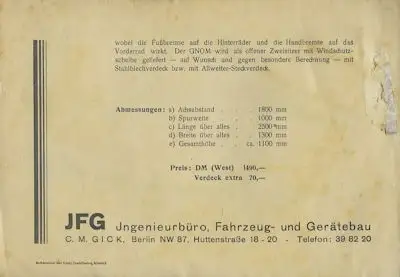 wobei die Fußbremse auf die Hinterräder und die Handbremse auf das
Vorderrad wirkt. Der GNOM wird als offener Zweisitzer mit Windschutz-
scheibe geliefert — auf Wunsch und gegen besondere Berechnung — mit
Stahlblechverdeck bzw. mit Allwetter-Steckverdeck.
Abmessungen: a) Achsabstand . . . . 1800 mm
b) Spurweite . . . . 1000 mm
c) Länge über alles . . 2500 mm
d) Breite über alles . . 1300 mm
e) Gesamthöhe . . . ca. 1100 mm
Preis: DM (West) 1490,—
Verdeck extra 70,—
JFG Jngenieurbüro, Fahrzeug- und Gerätebau
C. M. GICK, Berlin NW 87, Huttenstraße 18 - 20 - Telefon: 39 82 20